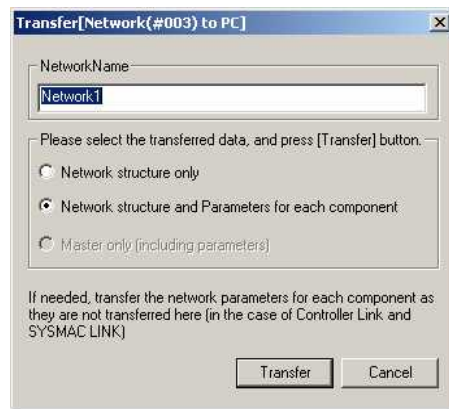 Transfer[Network(#003) to PC]
NetworkName
Network1
Please select the transferred data, and press [Transfer] button.
Network structure only
Network structure and Parameters for each component
Master only (including parameters)
If needed, transfer the network parameters for each component as
they are not transferred here (in the case of Controller Link and
SYSMAC LINK)
Transfer
Cancel